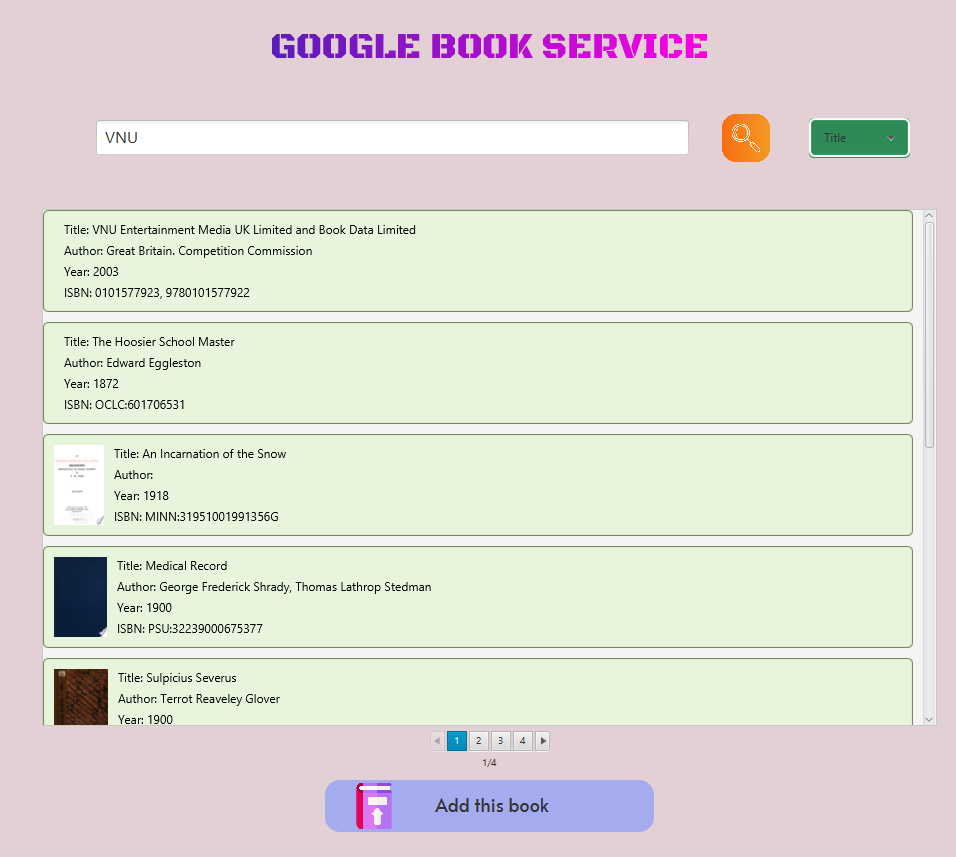 GOOGLE BOOK SERVICE
VNU
Title
Title: VNU Entertainment Media UK Limited and Book Data Limited
Author: Great Britain. Competition Commission
Year: 2003
ISBN: 0101577923, 9780101577922
Title: The Hoosier School Master
Author: Edward Eggleston
Year: 1872
ISBN: OCLC:601706531
Title: An Incarnation of the Snow
Author:
Year: 1918
ISBN: MINN:31951001991356G
Title: Medical Record
Author: George Frederick Shrady, Thomas Lathrop Stedman
Year: 1900
ISBN: PSU:32239000675377
Title: Sulpicius Severus
Author: Terrot Reaveley Glover
Year: 1900
1 2 3 4
1/4
Add this book